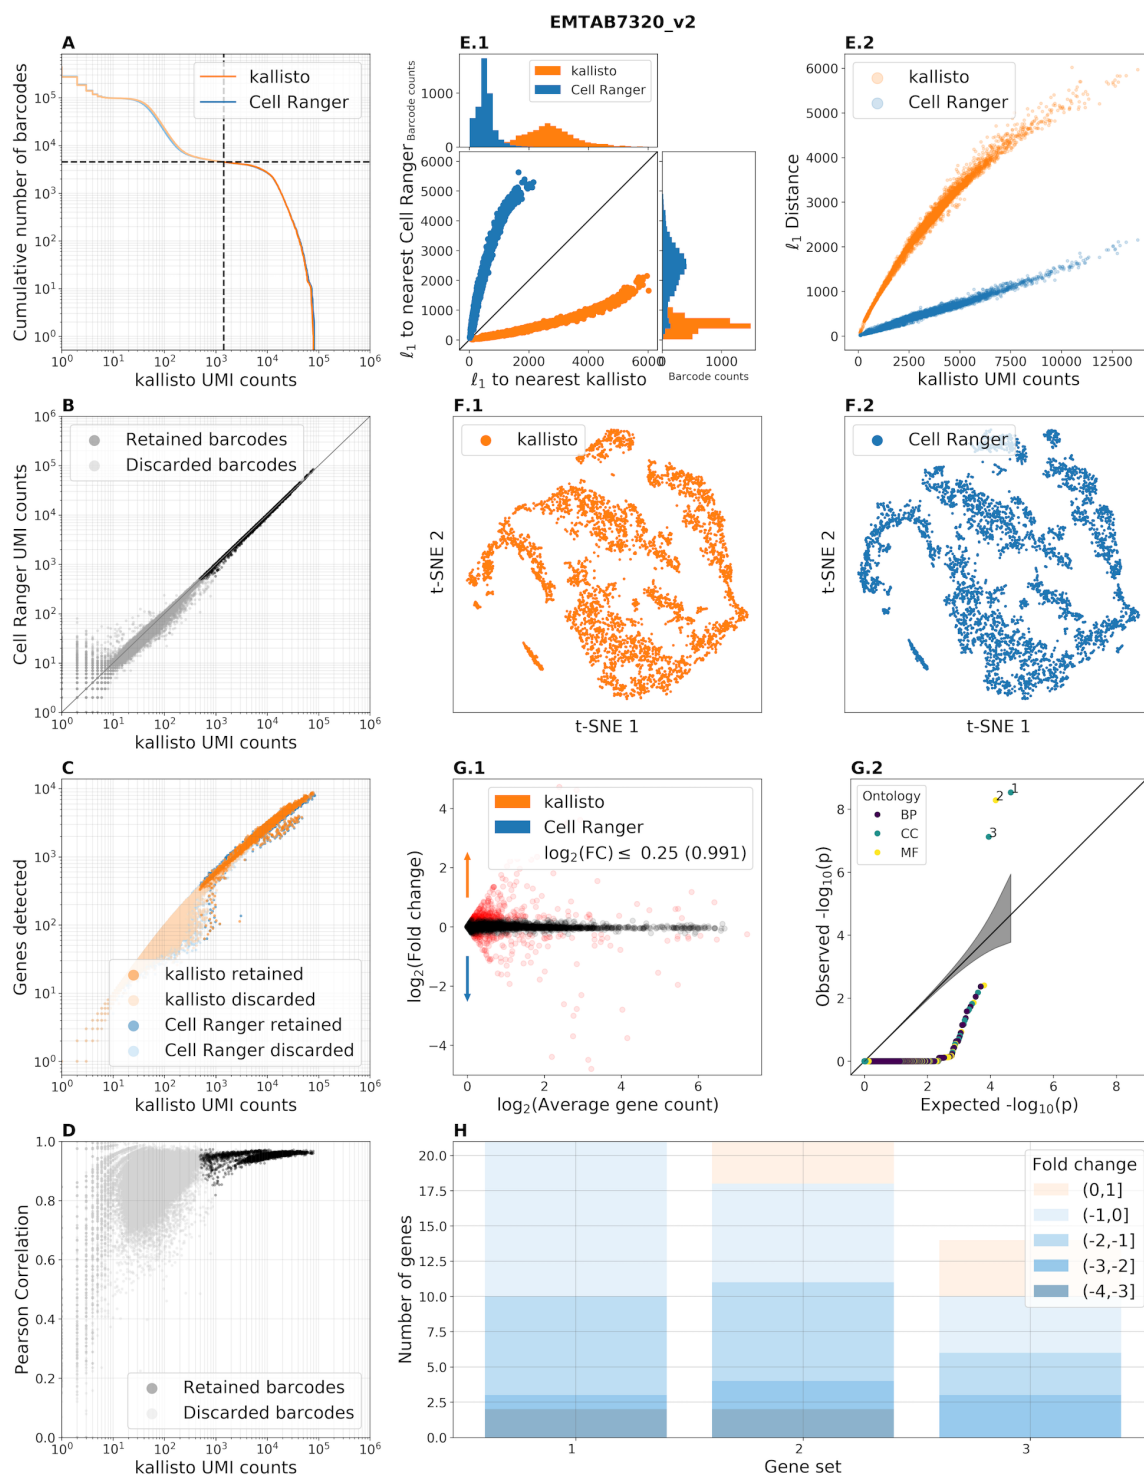 EMTAB7320_v2
A
kallisto
Cell Ranger
Cumulative number of barcodes
10^5
10^4
10^3
10^2
10^1
10^0
10^0 10^1 10^2 10^3 10^4 10^5 10^6
kallisto UMI counts
E.1
kallisto
Cell Ranger
Barcode counts
1000
0
ℓ1 to nearest Cell Ranger
6000
5000
4000
3000
2000
1000
0
0 2000 4000 6000
ℓ1 to nearest kallisto
0 1000
Barcode counts
E.2
kallisto
Cell Ranger
ℓ1 Distance
6000
5000
4000
3000
2000
1000
0
0 2500 5000 7500 10000 12500
kallisto UMI counts
B
Retained barcodes
Discarded barcodes
Cell Ranger UMI counts
10^6
10^5
10^4
10^3
10^2
10^1
10^0
10^0 10^1 10^2 10^3 10^4 10^5 10^6
kallisto UMI counts
F.1
kallisto
t-SNE 2
t-SNE 1
F.2
Cell Ranger
t-SNE 2
t-SNE 1
C
Genes detected
10^4
10^3
10^2
10^1
10^0
kallisto retained
kallisto discarded
Cell Ranger retained
Cell Ranger discarded
10^0 10^1 10^2 10^3 10^4 10^5 10^6
kallisto UMI counts
G.1
kallisto
Cell Ranger
log2(FC) ≤ 0.25 (0.991)
log2(Fold change)
4
2
0
−2
−4
0 2 4 6
log2(Average gene count)
G.2
Ontology
BP
CC
MF
1
2
3
Observed -log10(p)
8
6
4
2
0
0 2 4 6 8
Expected -log10(p)
D
Pearson Correlation
1.0
0.8
0.6
0.4
0.2
0.0
Retained barcodes
Discarded barcodes
10^0 10^1 10^2 10^3 10^4 10^5 10^6
kallisto UMI counts
H
Number of genes
20.0
17.5
15.0
12.5
10.0
7.5
5.0
2.5
0.0
Fold change
(0,1]
(-1,0]
(-2,-1]
(-3,-2]
(-4,-3]
1 2 3
Gene set